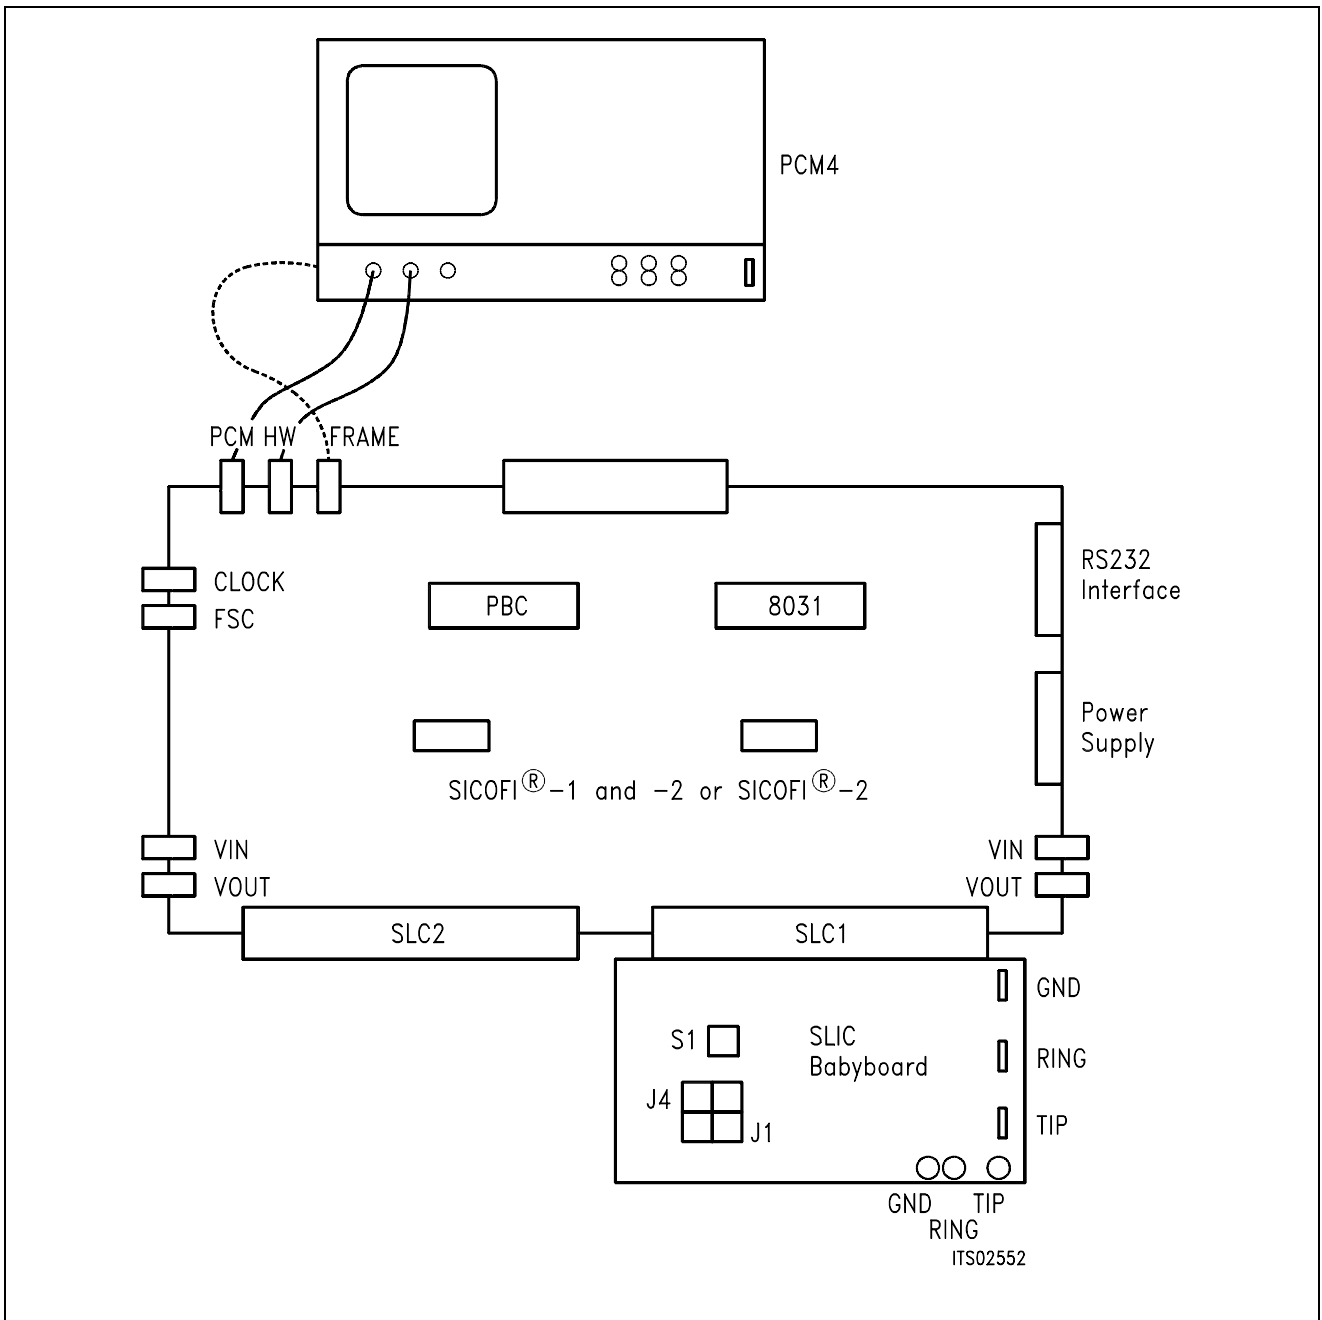 PCM4
PCM HW FRAME
RS232
Interface
CLOCK
FSC
PBC
8031
Power
Supply
SICOFI®-1 and -2 or SICOFI®-2
VIN
VOUT
VIN
VOUT
SLC2
SLC1
GND
S1
SLIC
Babyboard
RING
J4
J1
TIP
GND
TIP
RING
ITS02552